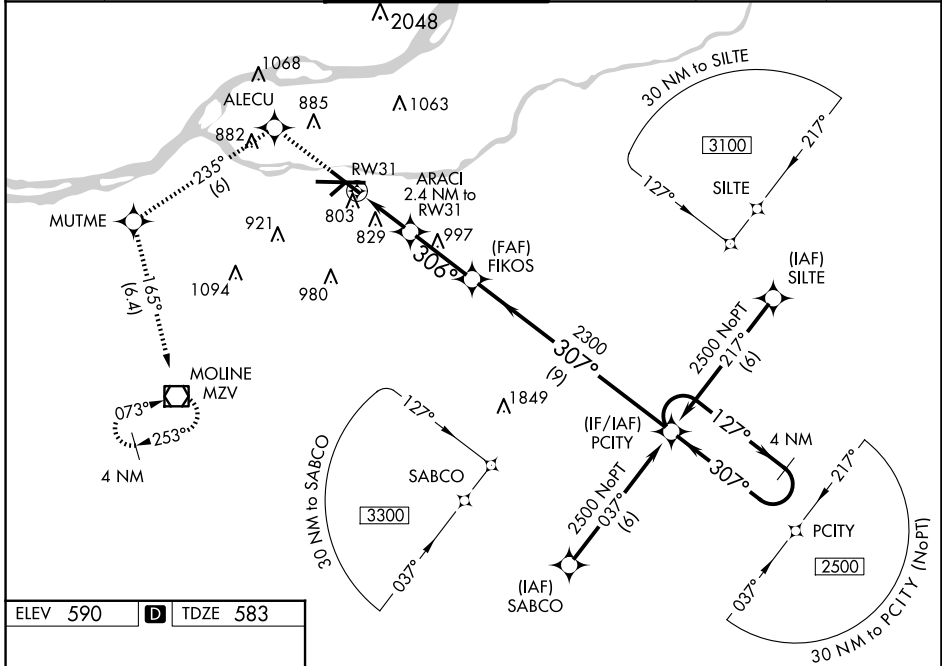 2048
1068
ALECU
885
1063
882
30 NM to SILTE
3100
217°
127°
SILTE
235°
(6)
RW31
ARACI
2.4 NM to
RW31
MUTME
803
829
921
997
306°
(FAF)
FIKOS
1094
980
165°
(6.4)
(IAF)
SILTE
2500 NoPT
217°
(6)
2300
307°
(9)
MOLINE
MZV
073°
253°
4 NM
1849
(IF/IAF)
PCITY
127°
4 NM
307°
30 NM to SABCO
127°
SABCO
3300
037°
2500 NoPT
037°
(6)
(IAF)
SABCO
217°
PCITY
2500
037°
30 NM to PCITY (NoPT)
ELEV 590 D TDZE 583